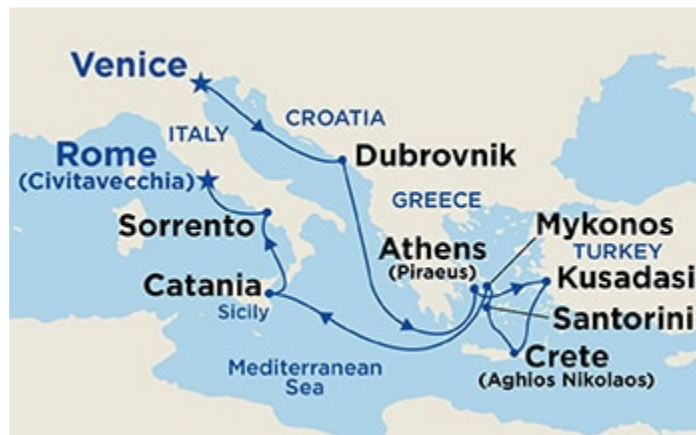 Venice
CROATIA
ITALY
Rome
(Civitavecchia)
Dubrovnik
GREECE
Sorrento
Mykonos
Athens
(Piraeus)
TURKEY
Kusadasi
Catania
Sicily
Santorini
Crete
(Aghios Nikolaos)
Mediterranean
Sea